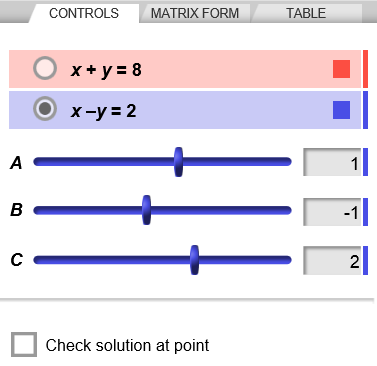 CONTROLS MATRIX FORM TABLE
x + y = 8
x –y = 2
A 1
B -1
C 2
Check solution at point